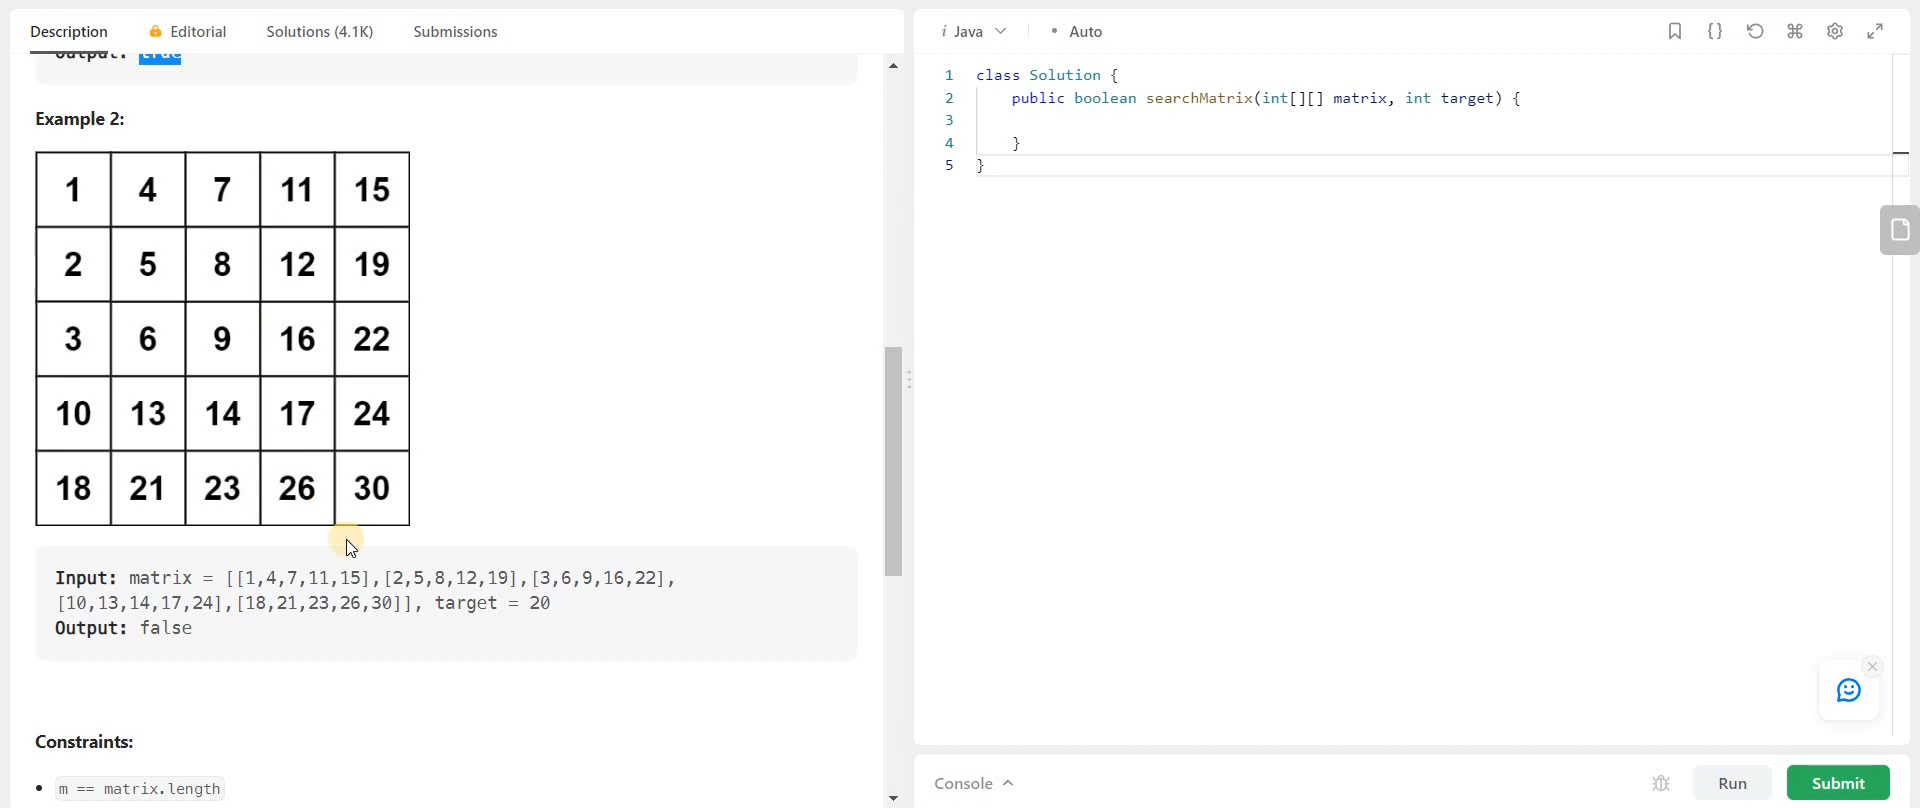 Description Editorial Solutions (4.1K) Submissions
Output: true
Example 2:
1 4 7 11 15
2 5 8 12 19
3 6 9 16 22
10 13 14 17 24
18 21 23 26 30
Input: matrix = [[1,4,7,11,15],[2,5,8,12,19],[3,6,9,16,22],
[10,13,14,17,24],[18,21,23,26,30]], target = 20
Output: false
Constraints:
• m == matrix.length
i Java • Auto
1 class Solution {
2 public boolean searchMatrix(int[][] matrix, int target) {
3
4 }
5 }
Console Run Submit